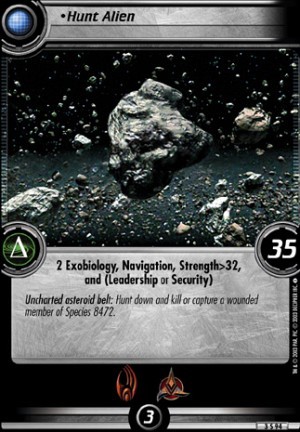 •Hunt Alien
Δ
35
2 Exobiology, Navigation, Strength>32,
and (Leadership or Security)
Uncharted asteroid belt: Hunt down and kill or capture a wounded
member of Species 8472.
3